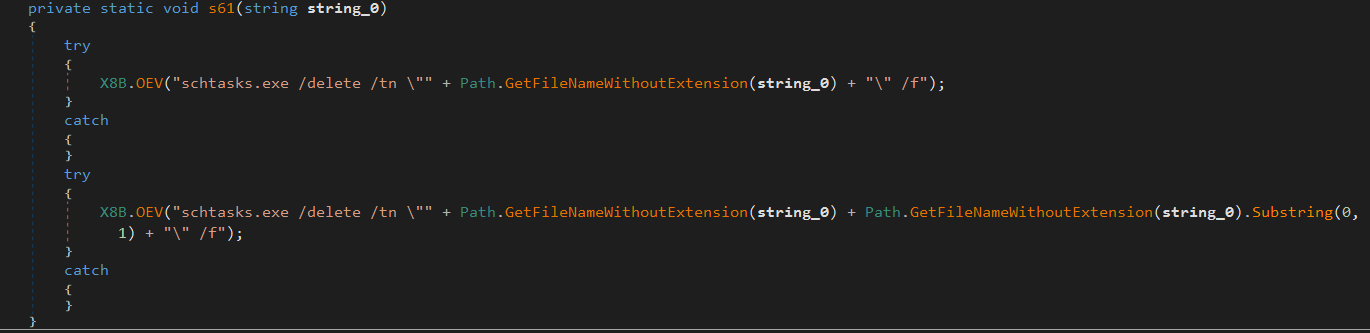 private static void s61(string string_0)
{
try
{
X8B.OEV("schtasks.exe /delete /tn \"" + Path.GetFileNameWithoutExtension(string_0) + "\" /f");
}
catch
{
}
try
{
X8B.OEV("schtasks.exe /delete /tn \"" + Path.GetFileNameWithoutExtension(string_0) + Path.GetFileNameWithoutExtension(string_0).Substring(0,
1) + "\" /f");
}
catch
{
}
}